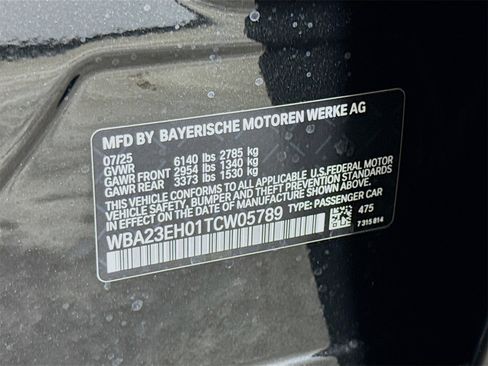 MFD BY BAYERISCHE MOTOREN WERKE AG
07/25
GVWR 6140 lbs 2785 kg
GAWR FRONT 2954 lbs 1340 kg
GAWR REAR 3373 lbs 1530 kg
THIS VEHICLE CONFORMS TO ALL APPLICABLE U.S. FEDERAL MOTOR
VEHICLE SAFETY, BUMPER, AND THEFT PREVENTION STANDARDS
IN EFFECT ON THE DATE OF MANUFACTURE SHOWN ABOVE.
WBA23EH01TCW05789 TYPE: PASSENGER CAR
475
7 315 814